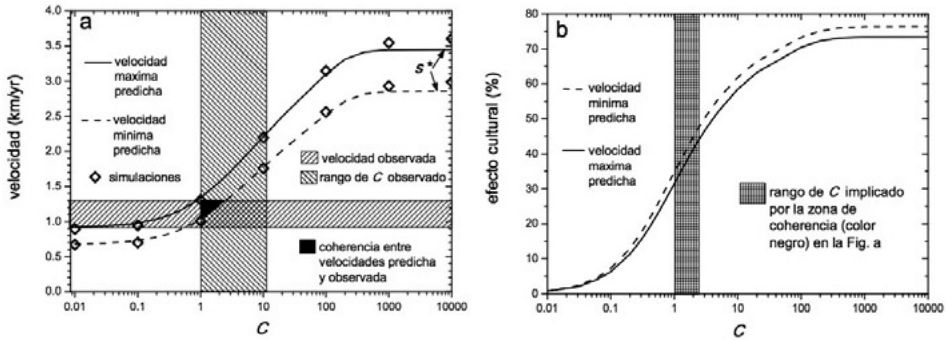 a
velocidad (km/yr)
4.0
3.5
3.0
2.5
2.0
1.5
1.0
0.5
0.0
velocidad
maxima
predicha
velocidad
minima
predicha
simulaciones
s*
velocidad observada
rango de C observado
coherencia entre
velocidades predicha
y observada
0.01 0.1 1 10 100 1000 10000
C
b
efecto cultural (%)
80
70
60
50
40
30
20
10
0
velocidad
minima
predicha
velocidad
maxima
predicha
rango de C implicado
por la zona de
coherencia (color
negro) en la Fig. a
0.01 0.1 1 10 100 1000 10000
C